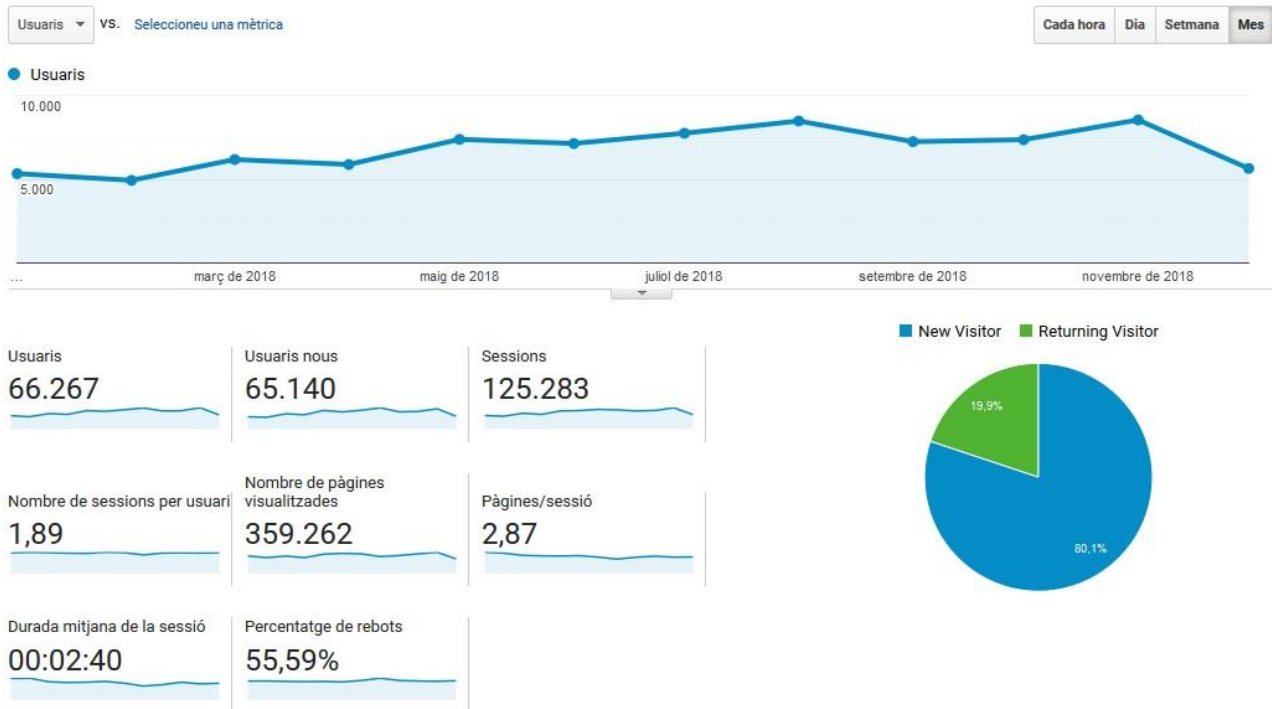 Usuaris VS. Seleccioneu una mètrica
Cada hora Dia Setmana Mes
Usuaris
10.000
5.000
... març de 2018 maig de 2018 juliol de 2018 setembre de 2018 novembre de 2018
New Visitor Returning Visitor
Usuaris
66.267
Usuaris nous
65.140
Sessions
125.283
19,9%
80,1%
Nombre de sessions per usuari
1,89
Nombre de pàgines
visualitzades
359.262
Pàgines/sessió
2,87
Durada mitjana de la sessió
00:02:40
Percentatge de rebots
55,59%